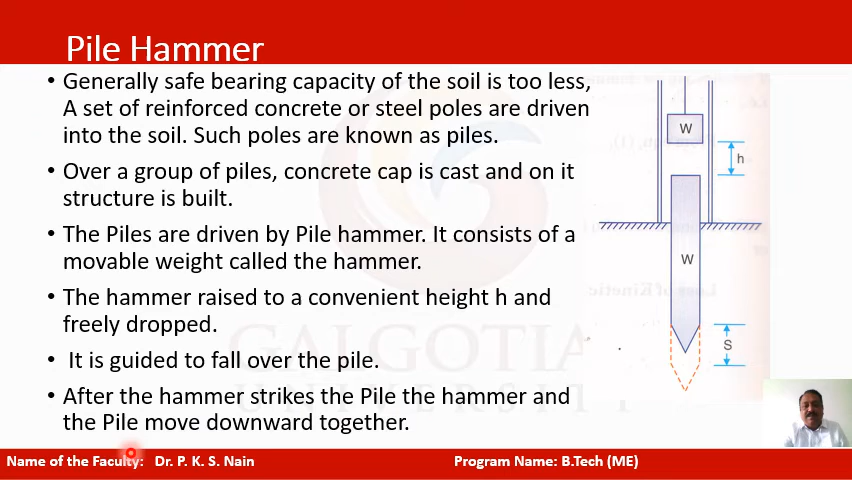 Pile Hammer
• Generally safe bearing capacity of the soil is too less,
A set of reinforced concrete or steel poles are driven
into the soil. Such poles are known as piles.
• Over a group of piles, concrete cap is cast and on it
structure is built.
• The Piles are driven by Pile hammer. It consists of a
movable weight called the hammer.
• The hammer raised to a convenient height h and
freely dropped.
• It is guided to fall over the pile.
• After the hammer strikes the Pile the hammer and
the Pile move downward together.
W
h
W
S
GALGOTIA
UNIVERSITY
Name of the Faculty: Dr. P. K. S. Nain
Program Name: B.Tech (ME)